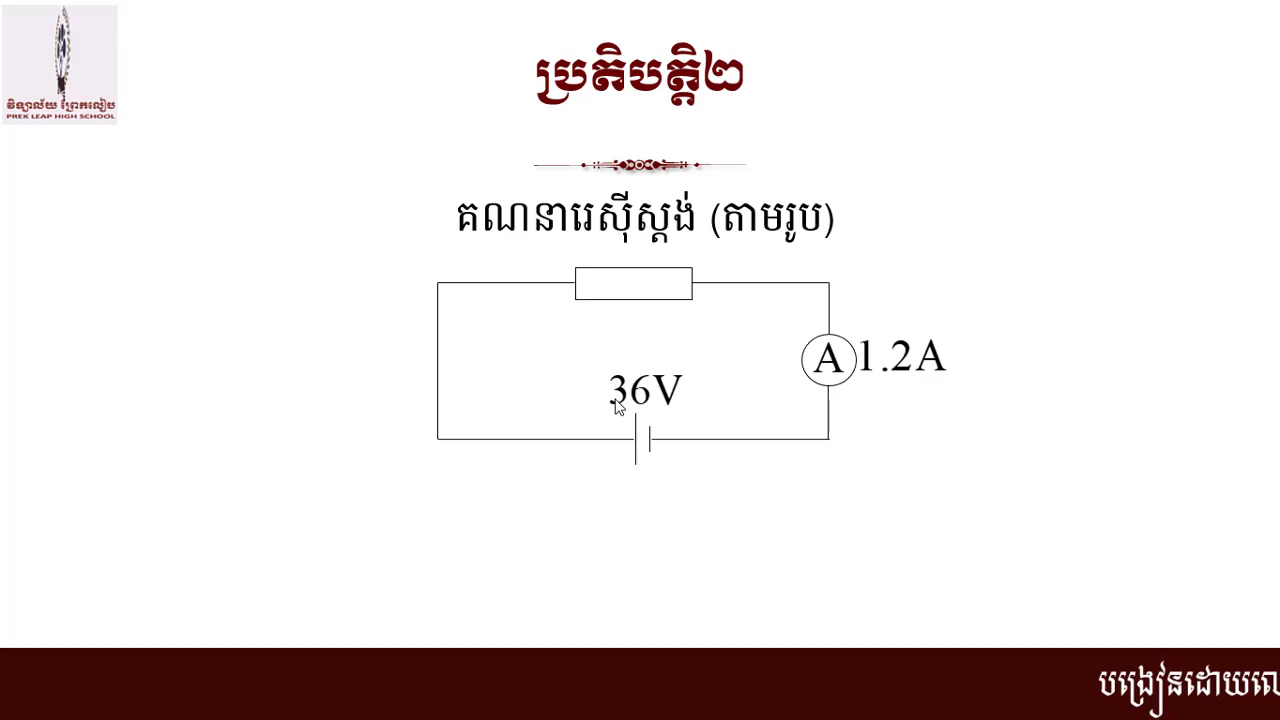 វិទ្យាល័យ ព្រែកលៀប
PREK LEAP HIGH SCHOOL
ប្រតិបត្តិ២
គណនារេស៊ីស្តង់ (តាមរូប)
A 1.2A
36V
បង្រៀនដោយ